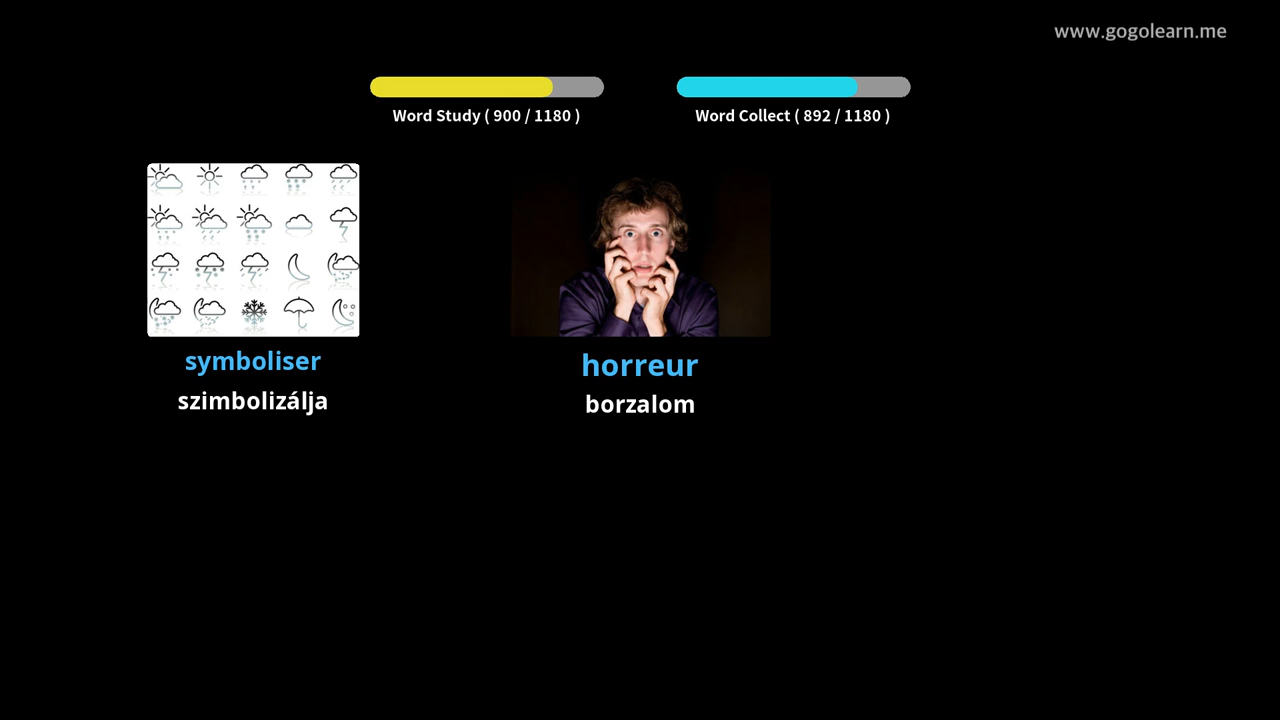 www.gogolearn.me
Word Study ( 900 / 1180 )
Word Collect ( 892 / 1180 )
symboliser
szimbolizálja
horreur
borzalom